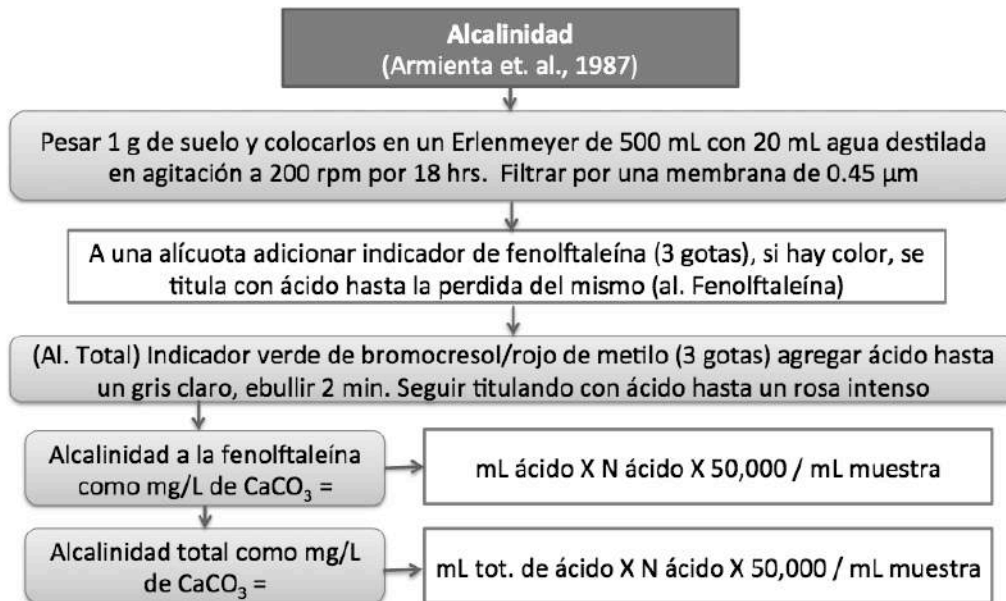 Alcalinidad
(Armienta et. al., 1987)
Pesar 1 g de suelo y colocarlos en un Erlenmeyer de 500 mL con 20 mL agua destilada
en agitación a 200 rpm por 18 hrs. Filtrar por una membrana de 0.45 µm
A una alícuota adicionar indicador de fenolftaleína (3 gotas), si hay color, se
titula con ácido hasta la perdida del mismo (al. Fenolftaleína)
(Al. Total) Indicador verde de bromocresol/rojo de metilo (3 gotas) agregar ácido hasta
un gris claro, ebullir 2 min. Seguir titulando con ácido hasta un rosa intenso
Alcalinidad a la fenolftaleína
como mg/L de CaCO₃ =
mL ácido X N ácido X 50,000 / mL muestra
Alcalinidad total como mg/L
de CaCO₃ =
mL tot. de ácido X N ácido X 50,000 / mL muestra